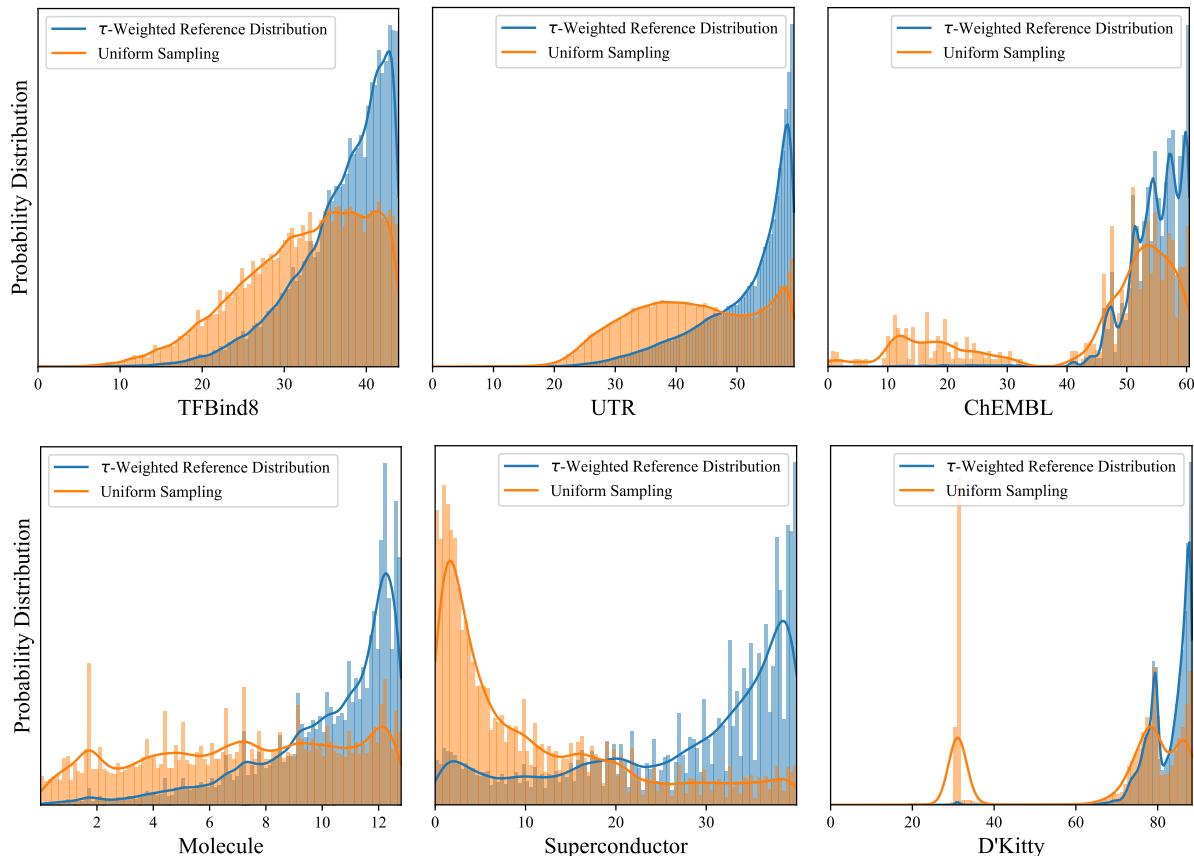 Probability Distribution
τ-Weighted Reference Distribution
Uniform Sampling
0 10 20 30 40
TFBind8
τ-Weighted Reference Distribution
Uniform Sampling
0 10 20 30 40 50
UTR
τ-Weighted Reference Distribution
Uniform Sampling
0 10 20 30 40 50 60
ChEMBL
Probability Distribution
τ-Weighted Reference Distribution
Uniform Sampling
2 4 6 8 10 12
Molecule
τ-Weighted Reference Distribution
Uniform Sampling
0 10 20 30
Superconductor
τ-Weighted Reference Distribution
Uniform Sampling
0 20 40 60 80
D'Kitty